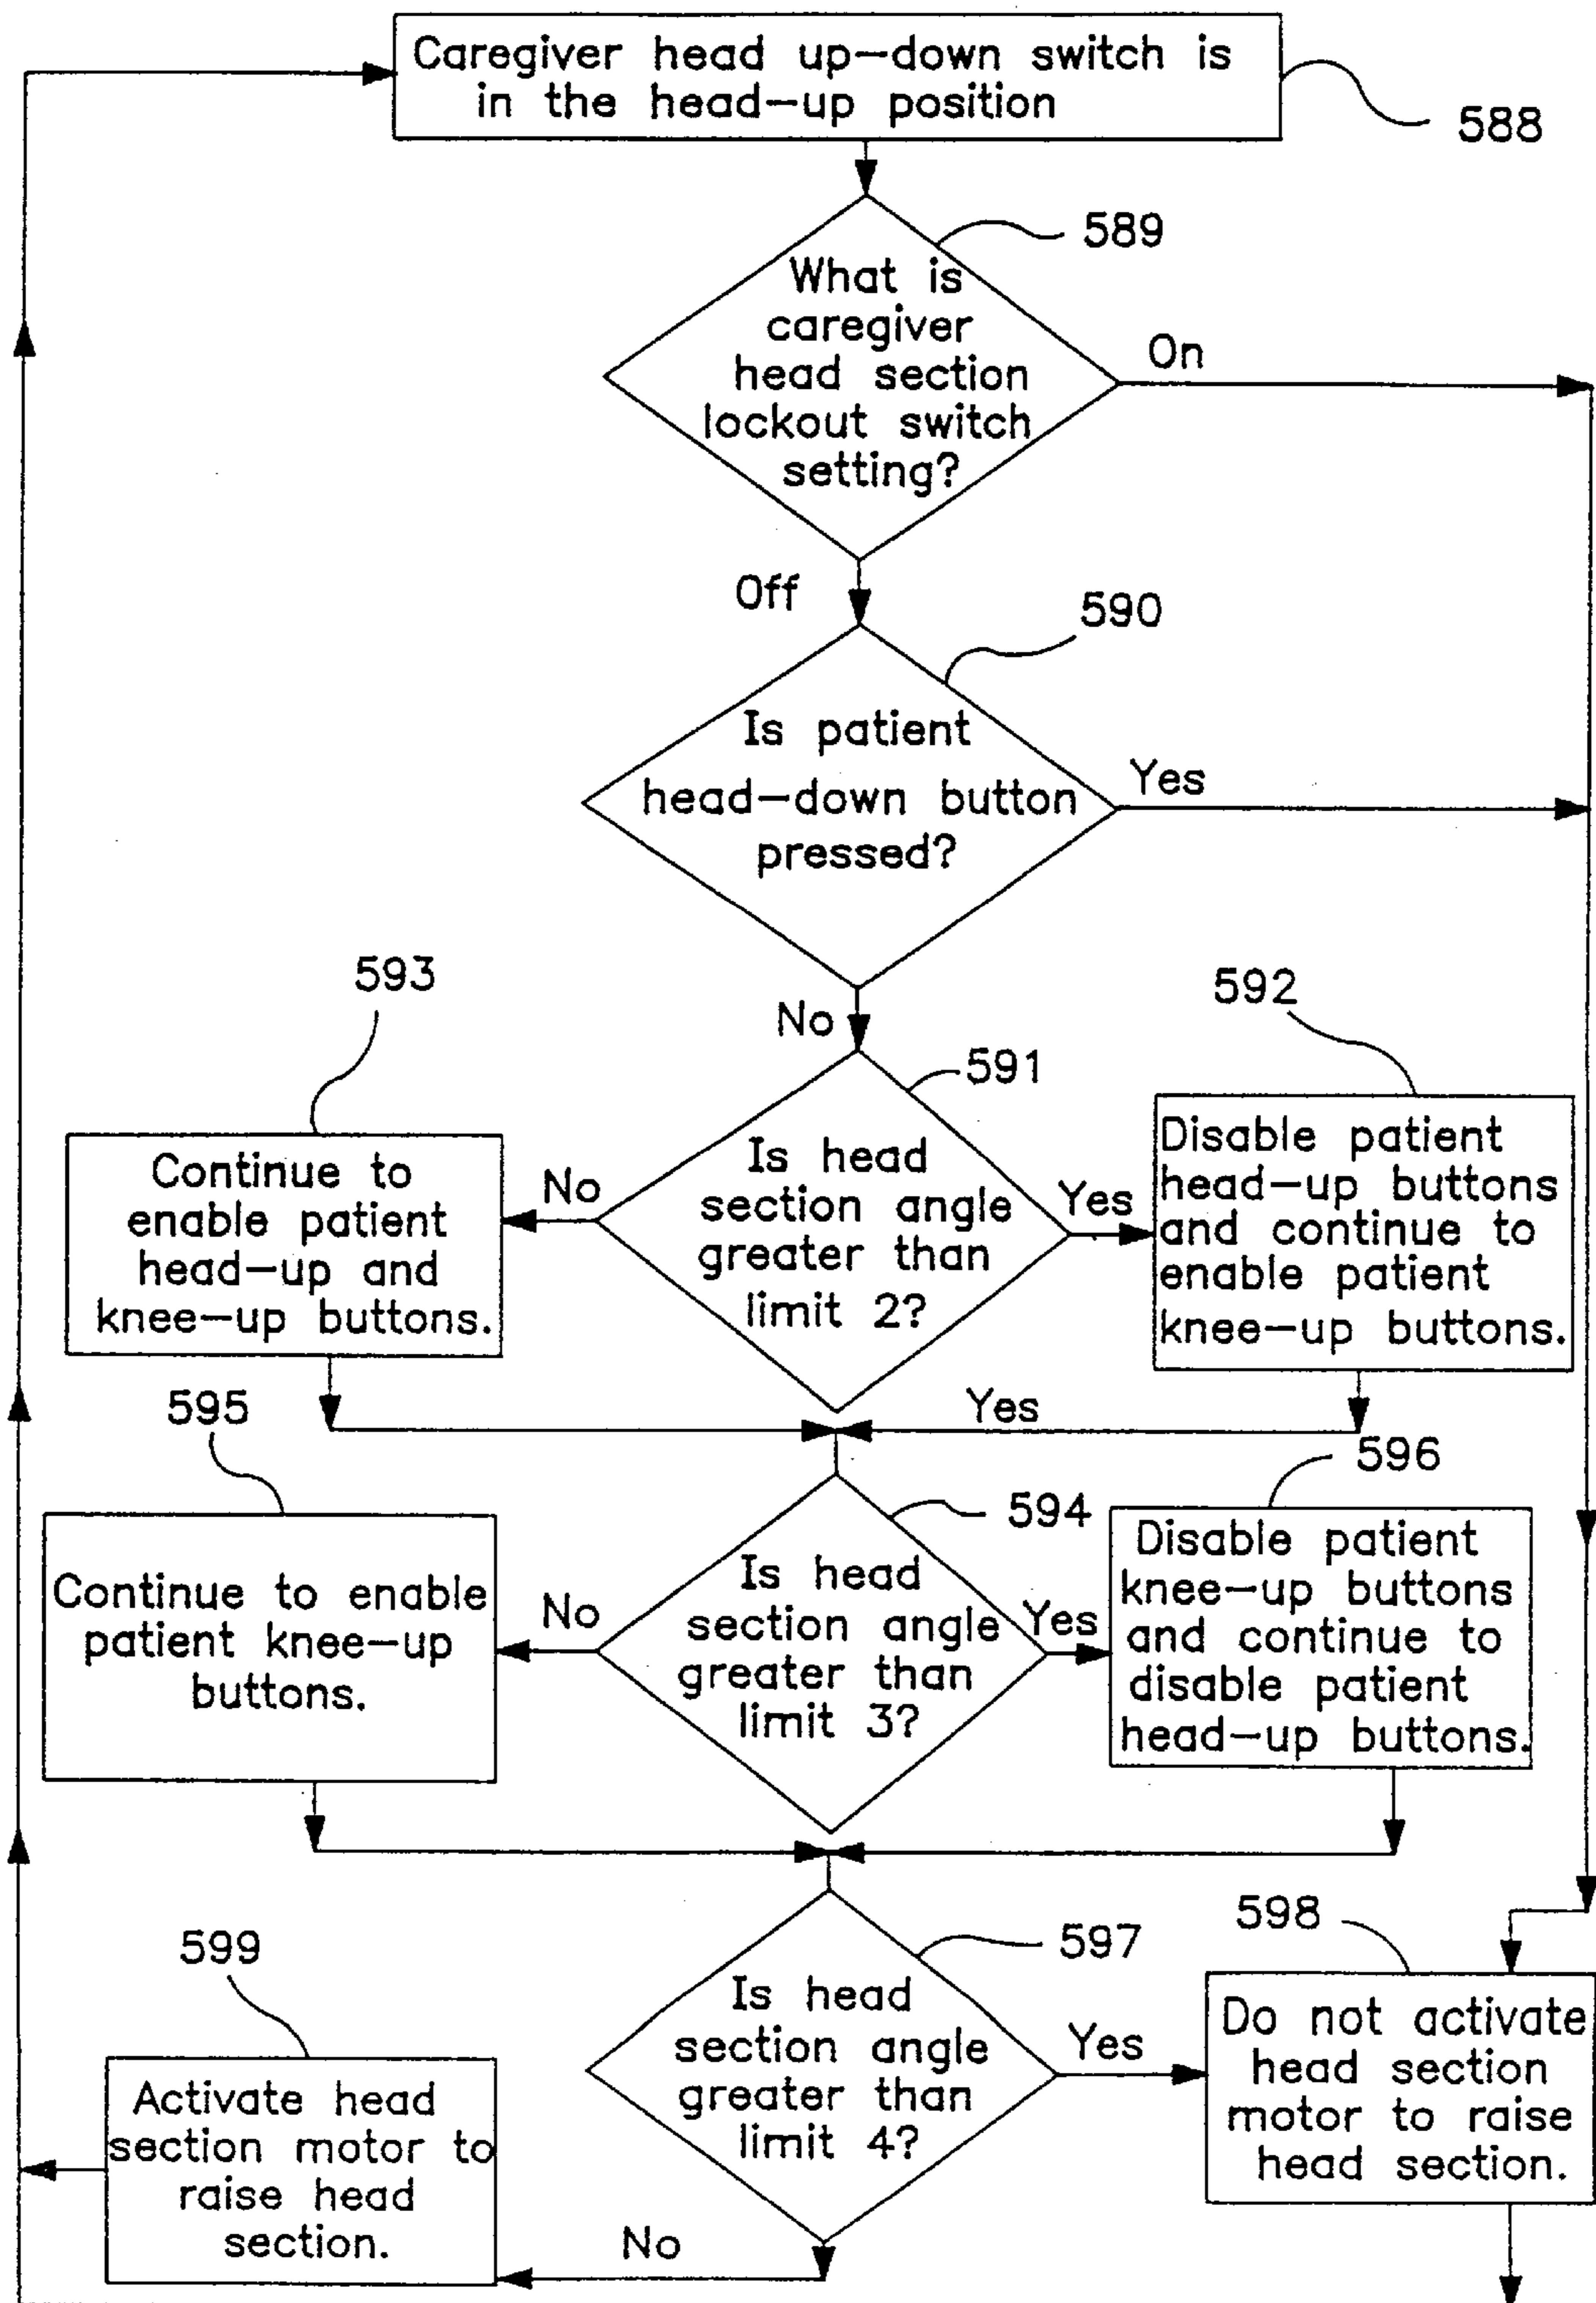 Caregiver head up-down switch is
in the head-up position
588
589
What is
caregiver
head section
lockout switch
setting?
On
Off
590
Is patient
head-down button
pressed?
Yes
No
593
592
591
Continue to
enable patient
head-up and
knee-up buttons.
No
Is head
section angle
greater than
limit 2?
Yes
Disable patient
head-up buttons
and continue to
enable patient
knee-up buttons.
595
Yes
596
594
Continue to enable
patient knee-up
buttons.
No
Is head
section angle
greater than
limit 3?
Yes
Disable patient
knee-up buttons
and continue to
disable patient
head-up buttons.
599
597
598
Activate head
section motor to
raise head
section.
Is head
section angle
greater than
limit 4?
Yes
No
Do not activate
head section
motor to raise
head section.